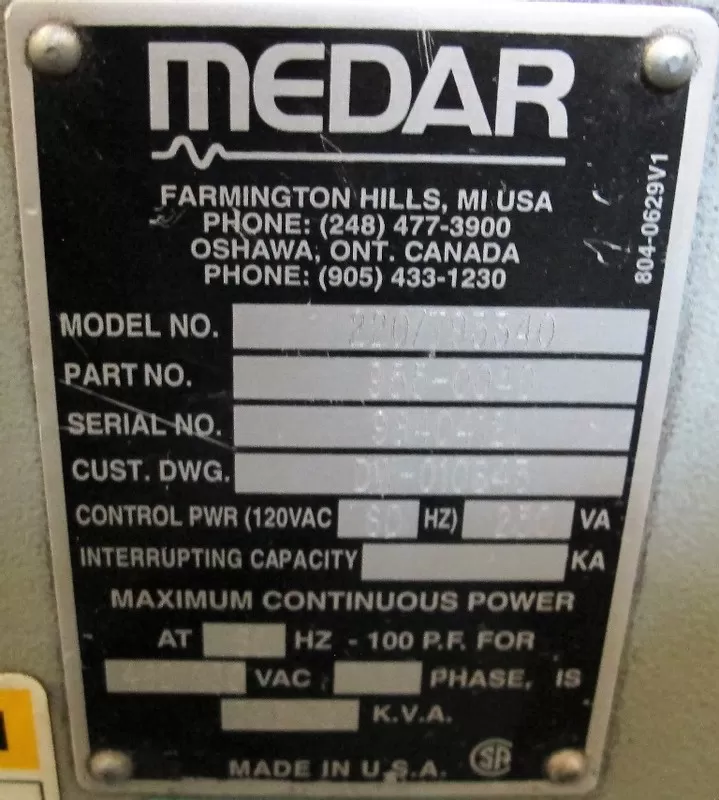 MEDAR
FARMINGTON HILLS, MI USA
PHONE: (248) 477-3900
OSHAWA, ONT. CANADA
PHONE: (905) 433-1230
804-0629V1
MODEL NO.
PART NO.
SERIAL NO.
CUST. DWG.
CONTROL PWR (120VAC 60 HZ) 250 VA
INTERRUPTING CAPACITY KA
MAXIMUM CONTINUOUS POWER
AT HZ - 100 P.F. FOR
VAC PHASE, IS
K.V.A.
MADE IN U.S.A.